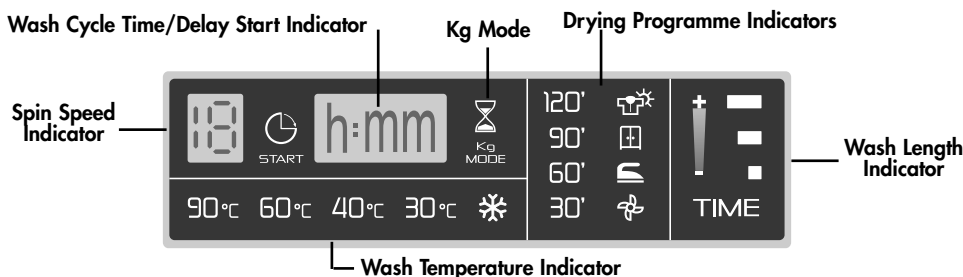 Wash Cycle Time/Delay Start Indicator
Kg Mode
Drying Programme Indicators
Spin Speed
Indicator
18
START
h:mm
Kg
MODE
120'
90'
60'
30'
+
-
TIME
Wash Length
Indicator
90°C 60°C 40°C 30°C
Wash Temperature Indicator